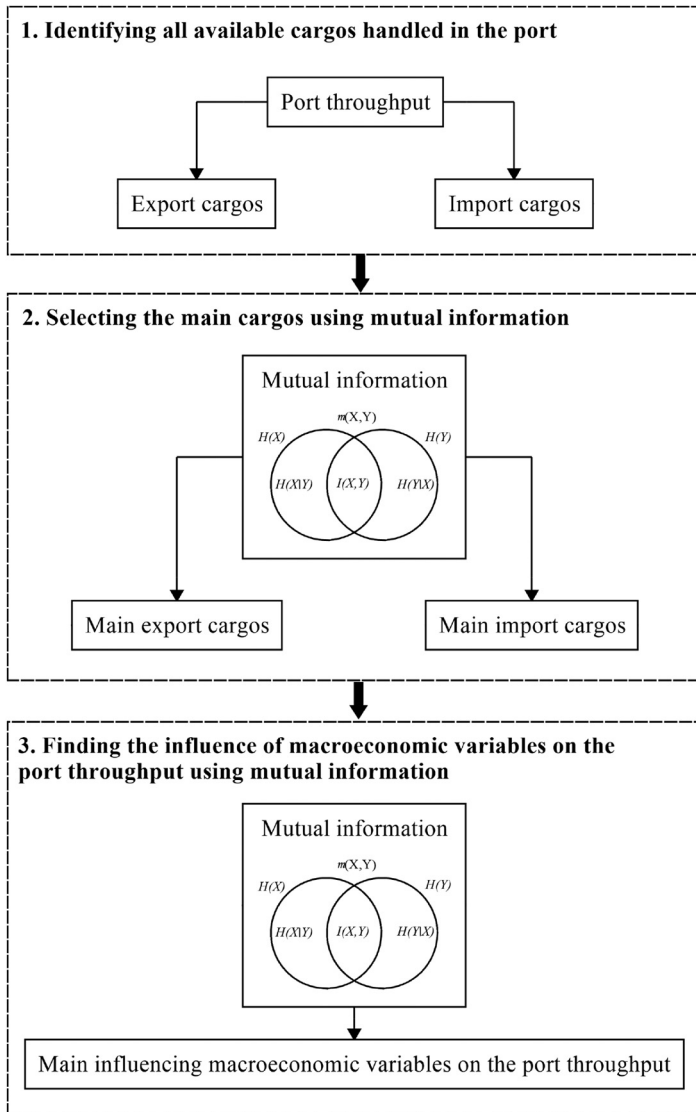 1. Identifying all available cargos handled in the port
Port throughput
Export cargos
Import cargos
2. Selecting the main cargos using mutual information
Mutual information
m(X,Y)
H(X)
H(Y)
H(X\Y)
I(X,Y)
H(Y\X)
Main export cargos
Main import cargos
3. Finding the influence of macroeconomic variables on the
port throughput using mutual information
Mutual information
m(X,Y)
H(X)
H(Y)
H(X\Y)
I(X,Y)
H(Y\X)
Main influencing macroeconomic variables on the port throughput